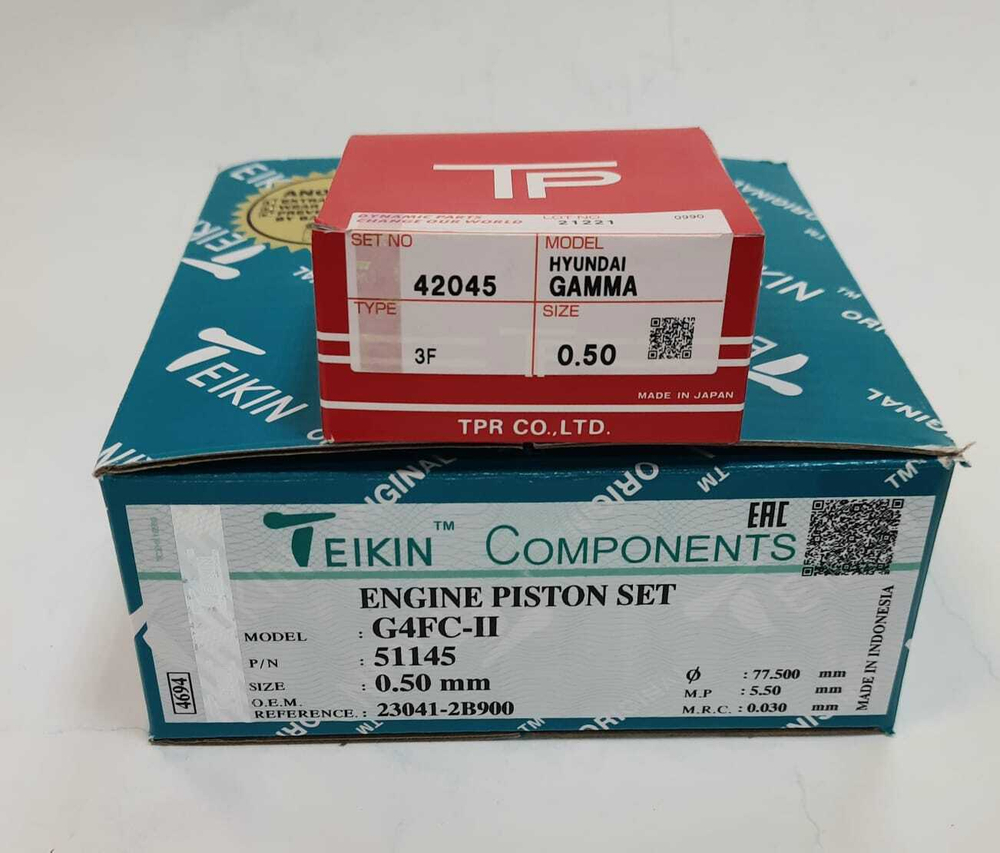 TP
DYNAMIC PARTS
CHANGE OUR WORLD
LOT NO.
21221
0990
SET NO
42045
MODEL
HYUNDAI
GAMMA
TYPE
3F
SIZE
0.50
MADE IN JAPAN
TPR CO.,LTD.
TEIKIN
ORIGINAL
TM
TEIKIN™ COMPONENTS
EAC
ENGINE PISTON SET
MODEL : G4FC-II
P/N : 51145
SIZE : 0.50 mm
O.E.M.
REFERENCE. : 23041-2B900
ϕ : 77.500 mm
M.P : 5.50 mm
M.R.C. : 0.030 mm
MADE IN INDONESIA
4694